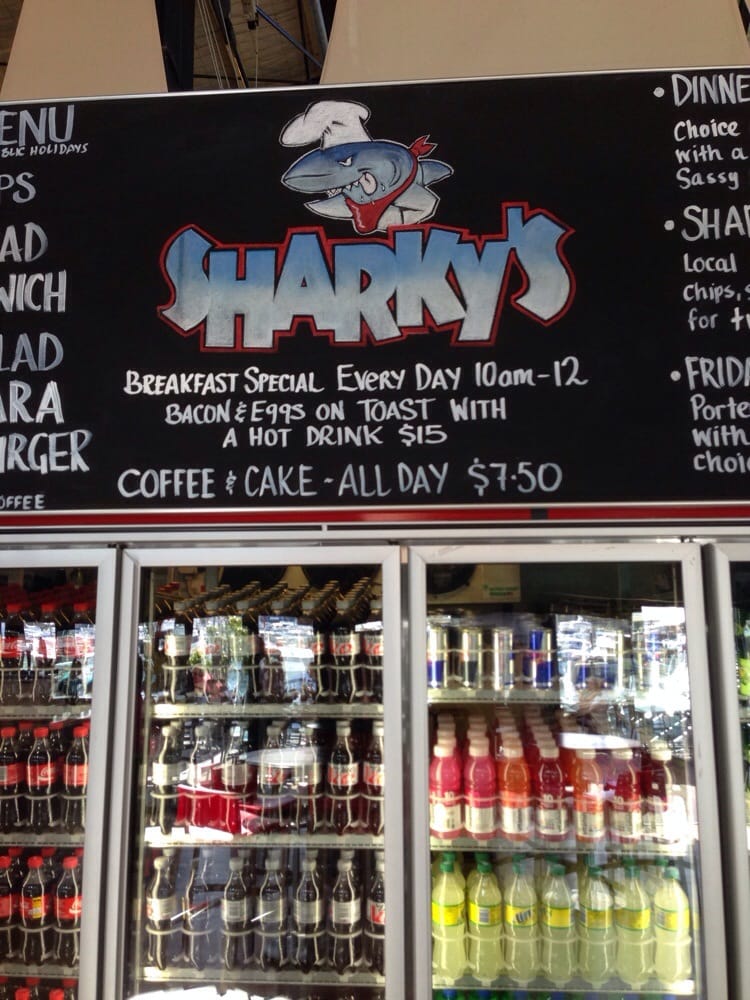 ENU
BLIC HOLIDAYS
PS
AD
WICH
LAD
ARA
URGER
OFFEE
SHARKY'S
BREAKFAST SPECIAL EVERY DAY 10am-12
BACON & Eggs ON TOAST WITH
A HOT DRINK $15
COFFEE & CAKE - ALL DAY $7.50
• DINNE
Choice
with a
Sassy
• SHAR
Local
Chips, s
for tw
• FRIDA
Porte
with
choic